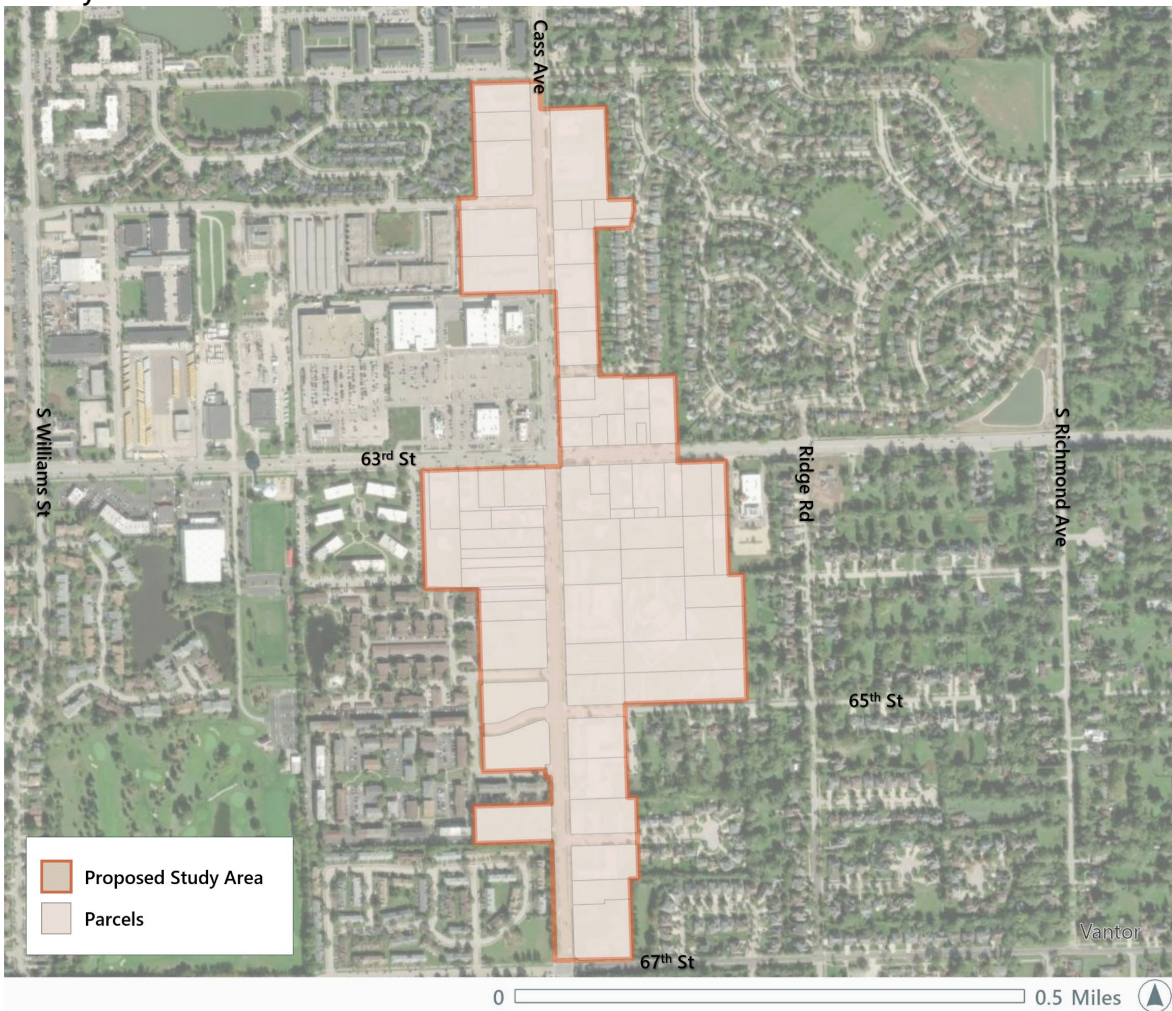 Cass Ave
S Williams St
63rd St
Ridge Rd
S Richmond Ave
65th St
Proposed Study Area
Parcels
Vantor
67th St
0 0.5 Miles